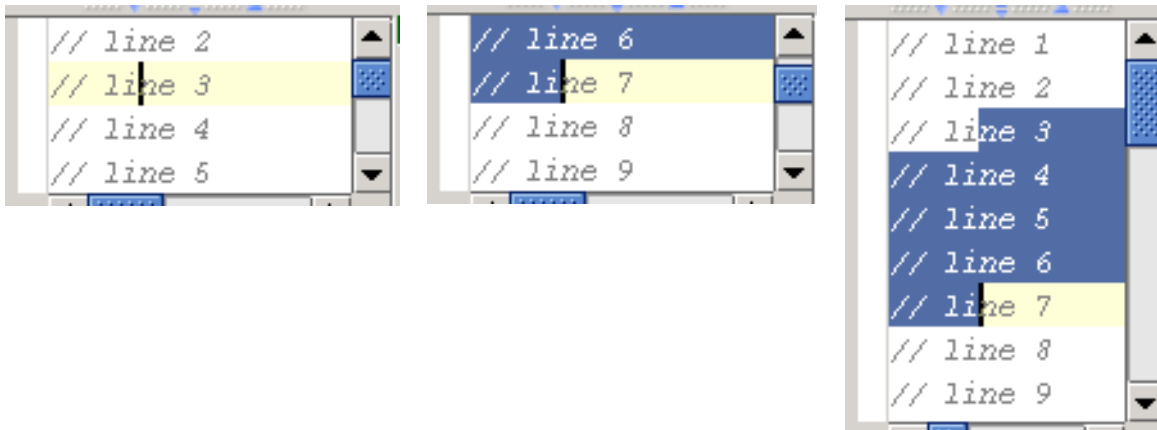 // line 2
// line 3
// line 4
// line 5
// line 6
// line 7
// line 8
// line 9
// line 1
// line 2
// line 3
// line 4
// line 5
// line 6
// line 7
// line 8
// line 9